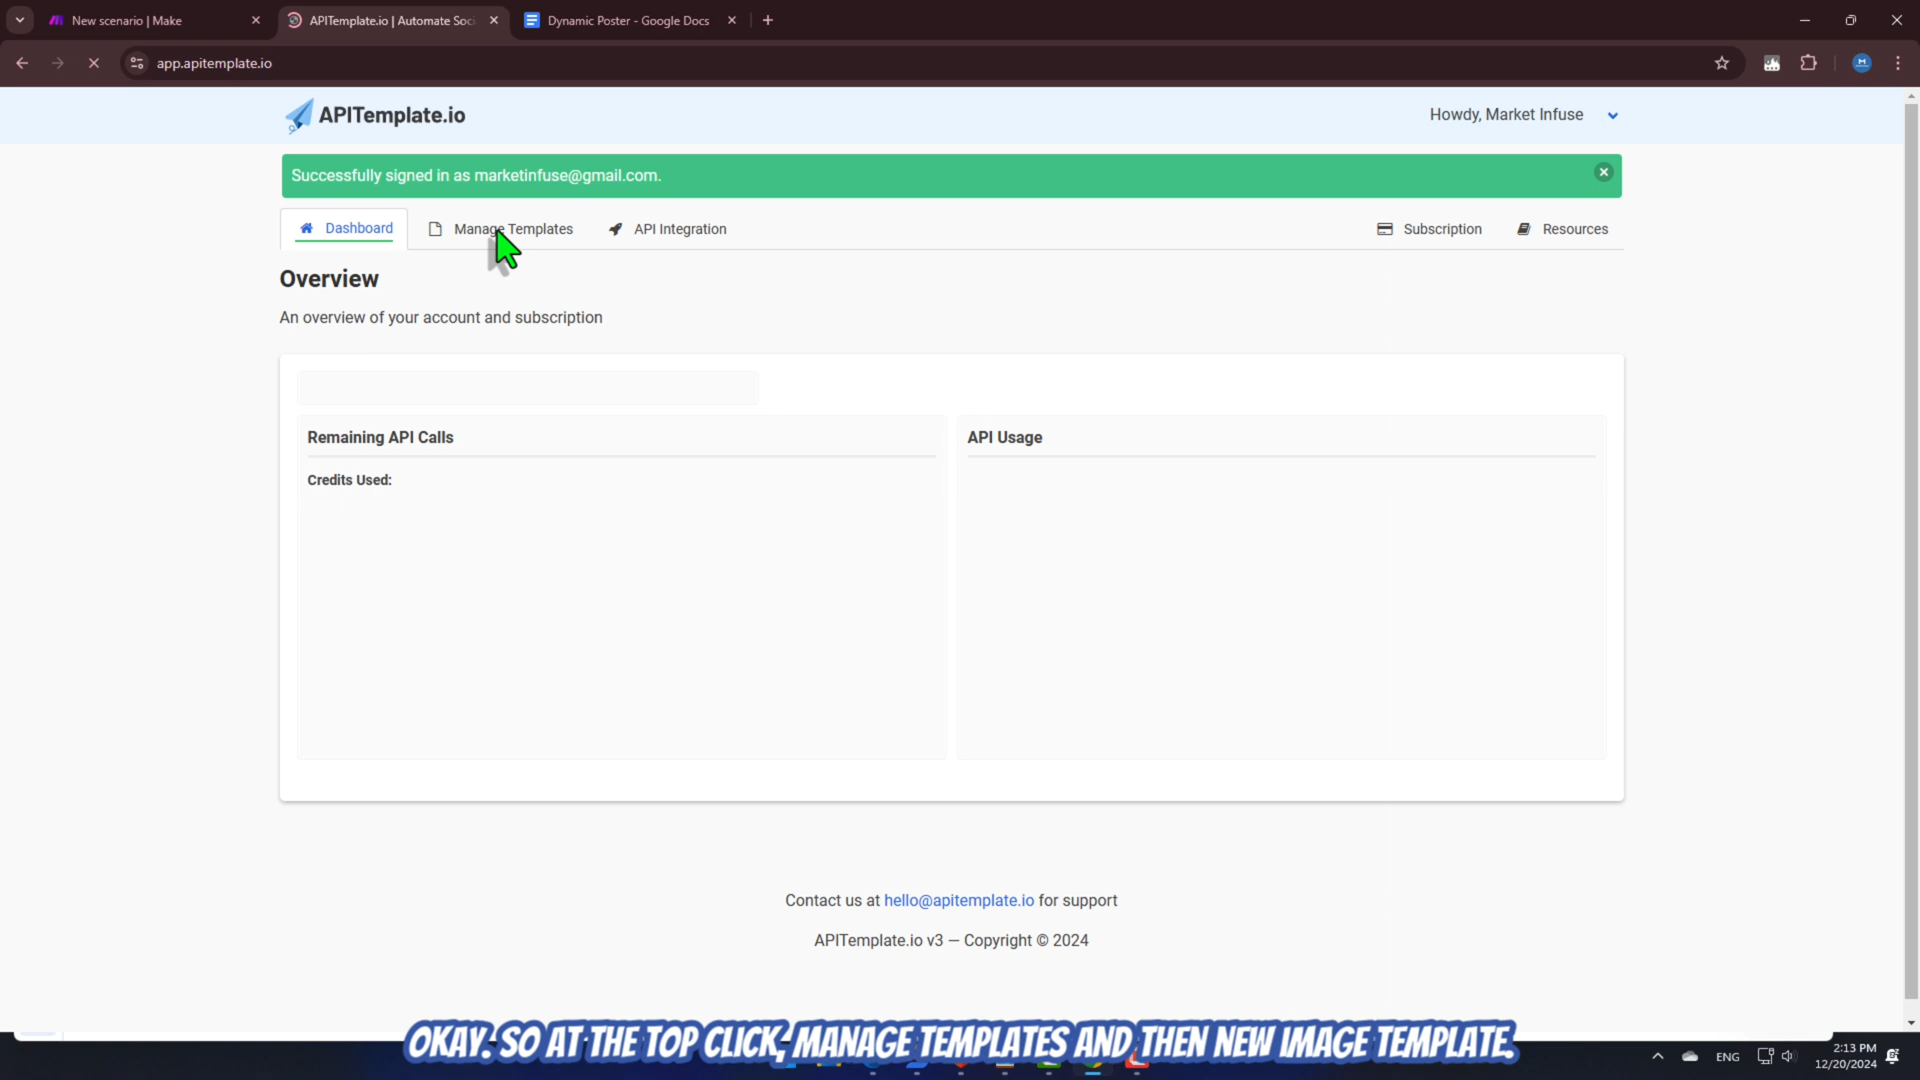 New scenario | Make
APITemplate.io | Automate Soci
Dynamic Poster - Google Docs
app.apitemplate.io
APITemplate.io
Howdy, Market Infuse
Successfully signed in as marketinfuse@gmail.com.
Dashboard
Manage Templates
API Integration
Subscription
Resources
Overview
An overview of your account and subscription
Remaining API Calls
API Usage
Credits Used:
Contact us at hello@apitemplate.io for support
APITemplate.io v3 — Copyright © 2024
OKAY. SO AT THE TOP CLICK, MANAGE TEMPLATES AND THEN NEW IMAGE TEMPLATE.
ENG
2:13 PM
12/20/2024